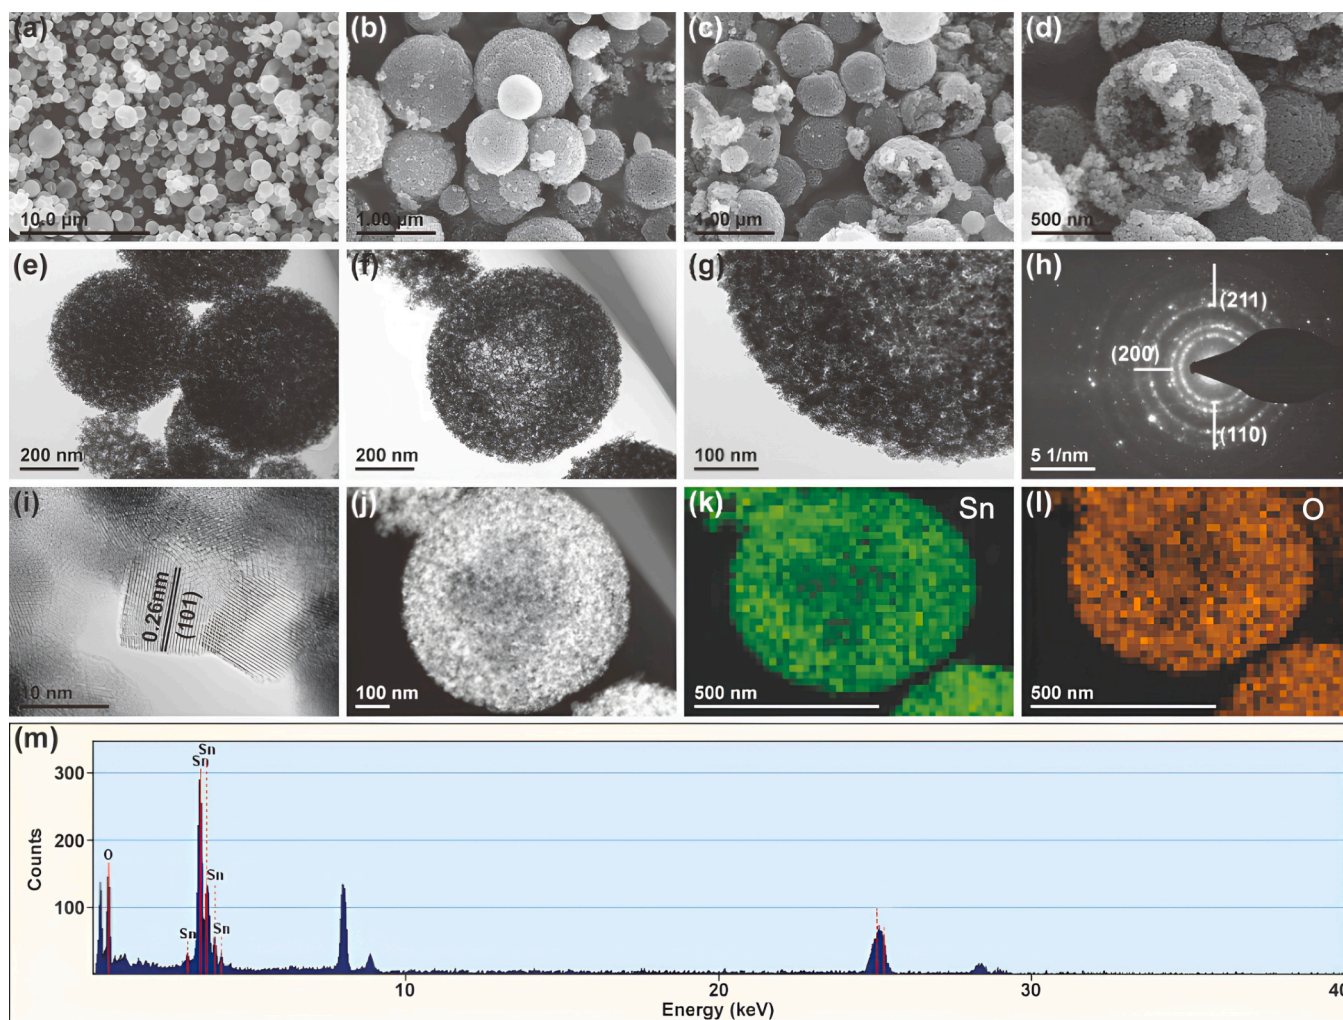 (a)
10.0 μm
(b)
1.00 μm
(c)
1.00 μm
(d)
500 nm
(e)
200 nm
(f)
200 nm
(g)
100 nm
(h)
(211)
(200)
(110)
5 1/nm
(i)
0.26nm
(101)
10 nm
(j)
100 nm
(k)
Sn
500 nm
(l)
O
500 nm
(m)
Sn
Sn
300
200
O
Sn
100
Sn
Sn
Counts
10
20
30
40
Energy (keV)